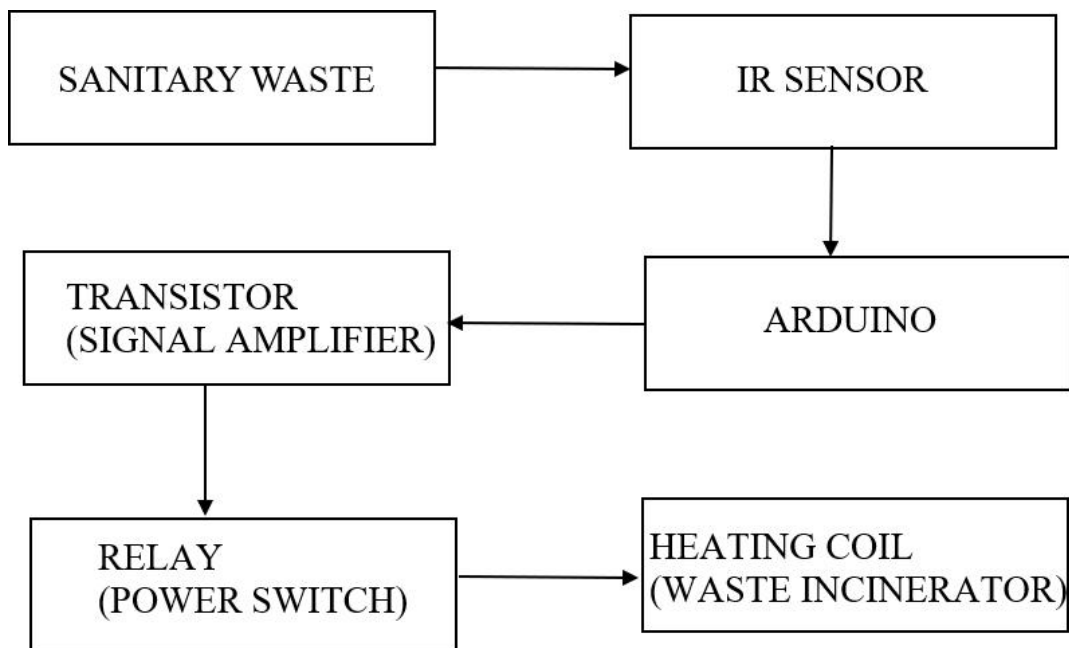 SANITARY WASTE
IR SENSOR
ARDUINO
TRANSISTOR
(SIGNAL AMPLIFIER)
RELAY
(POWER SWITCH)
HEATING COIL
(WASTE INCINERATOR)